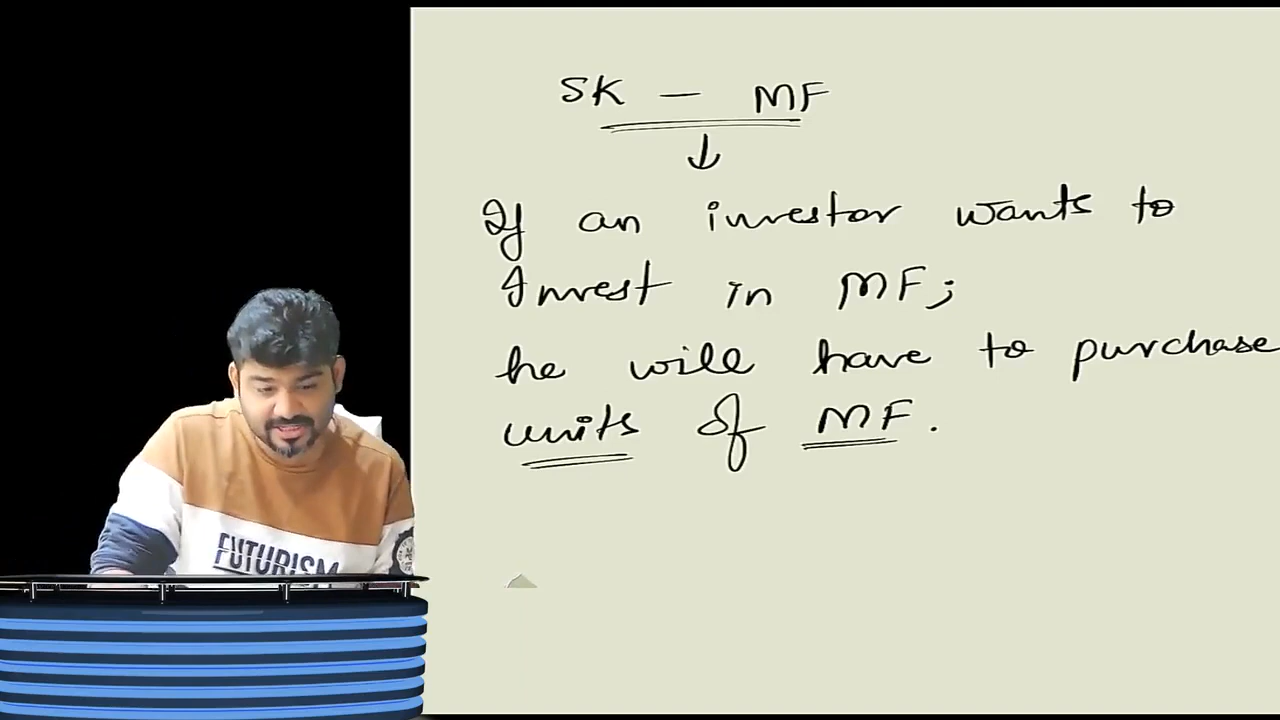 SK - MF
If an investor wants to
Invest in MF;
he will have to purchase
units of MF.
FUTURISM